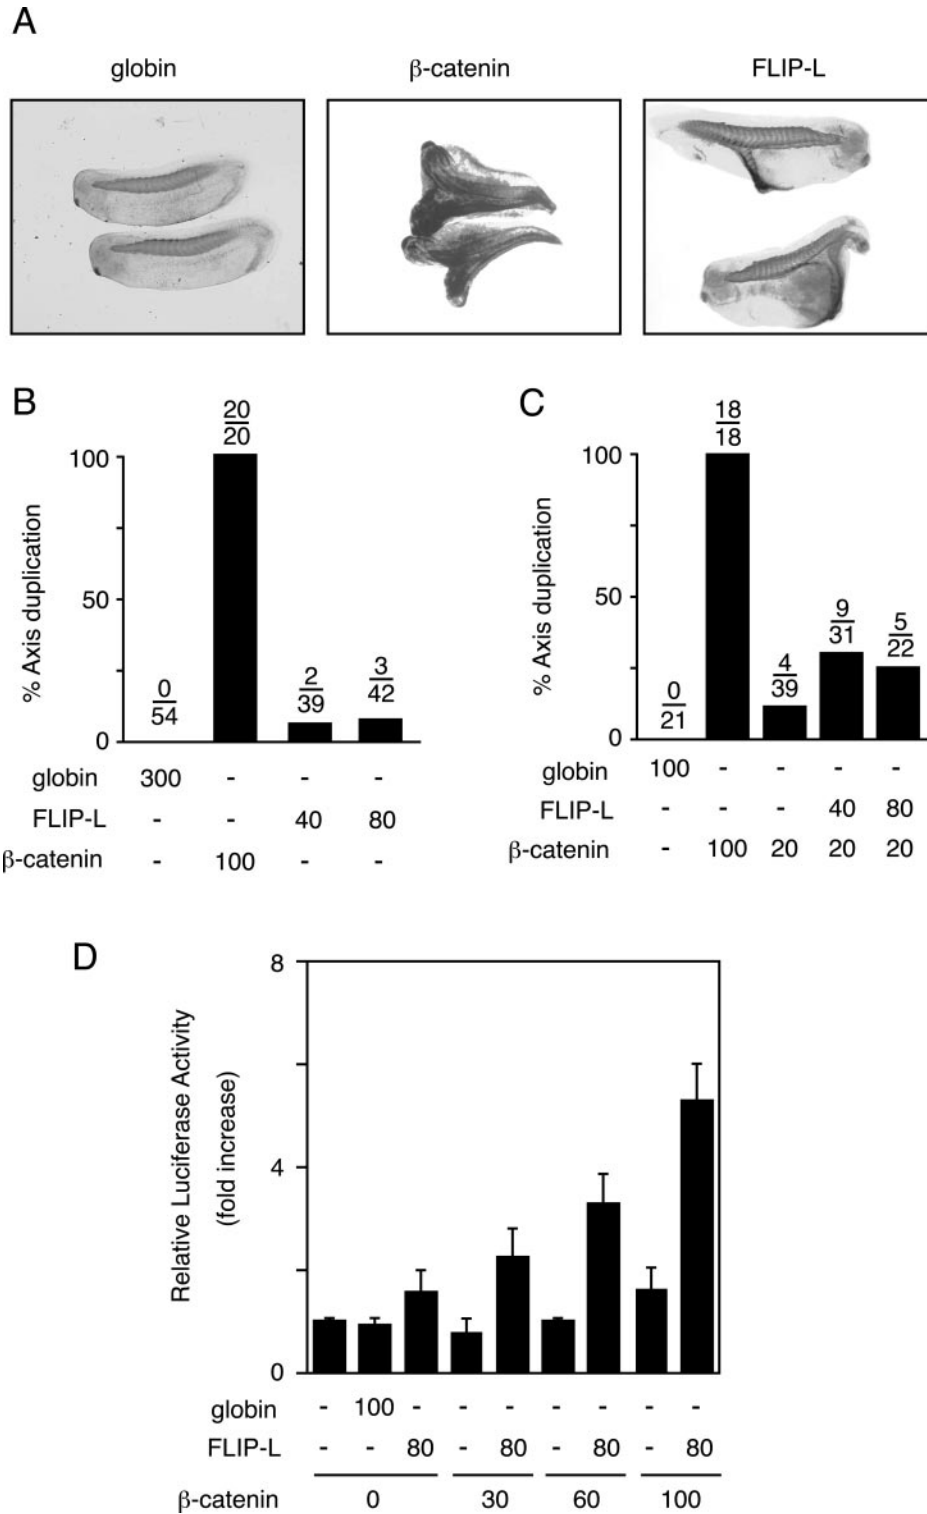 A
globin
β-catenin
FLIP-L
B
% Axis duplication
100
50
0
0
54
20
20
2
39
3
42
globin 300 - - -
FLIP-L - - 40 80
β-catenin - 100 - -
C
% Axis duplication
100
50
0
0
21
18
18
4
39
9
31
5
22
globin 100 - - - -
FLIP-L - - - 40 80
β-catenin - 100 20 20 20
D
Relative Luciferase Activity
(fold increase)
8
4
0
globin - 100 - - - - - - -
FLIP-L - - 80 - 80 - 80 - 80
β-catenin 0 30 60 100